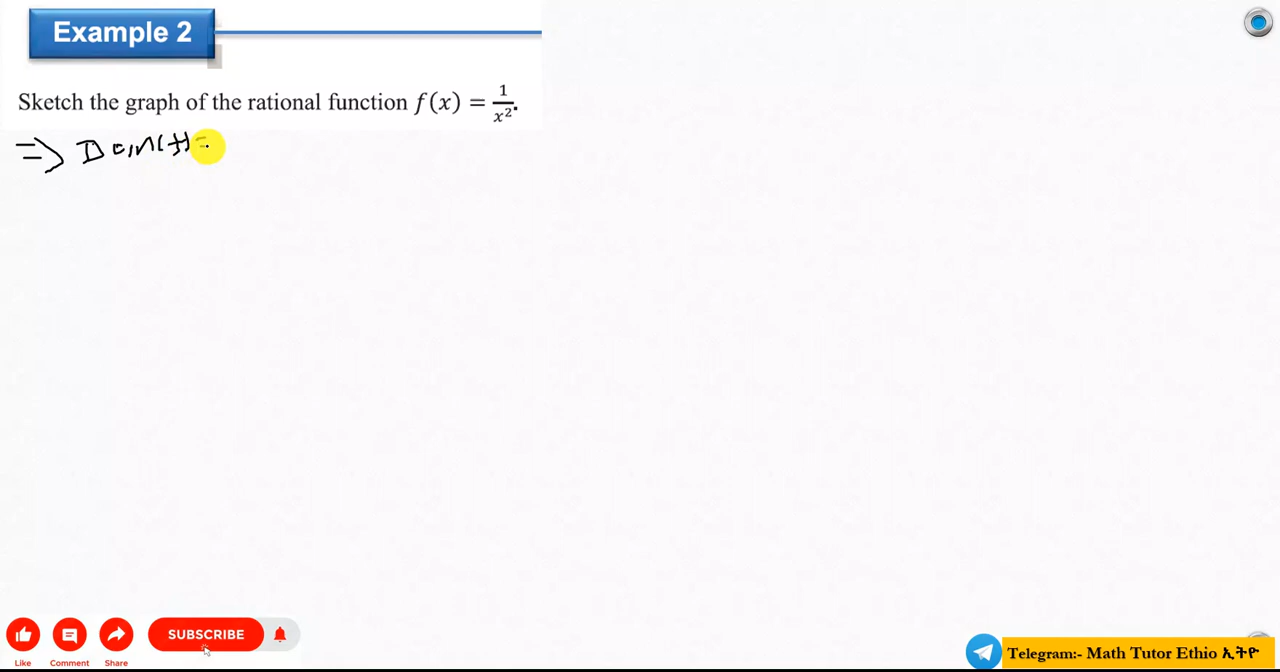 Example 2
Sketch the graph of the rational function f(x) = 1/x².
⇒ Dom(f) =
Like
Comment
Share
SUBSCRIBE
Telegram:- Math Tutor Ethio ኢትዮ